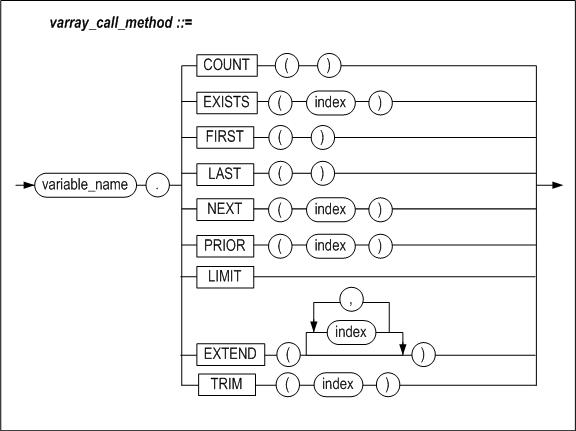 varray_call_method ::=
COUNT ( )
EXISTS ( index )
FIRST ( )
LAST ( )
variable_name .
NEXT ( index )
PRIOR ( index )
LIMIT
,
index
EXTEND ( )
TRIM ( index )